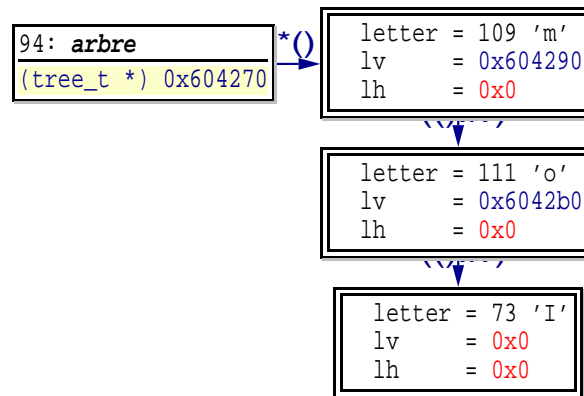 94: arbre
(tree_t *) 0x604270
*()
letter = 109 'm'
lv = 0x604290
lh = 0x0
letter = 111 'o'
lv = 0x6042b0
lh = 0x0
letter = 73 'I'
lv = 0x0
lh = 0x0